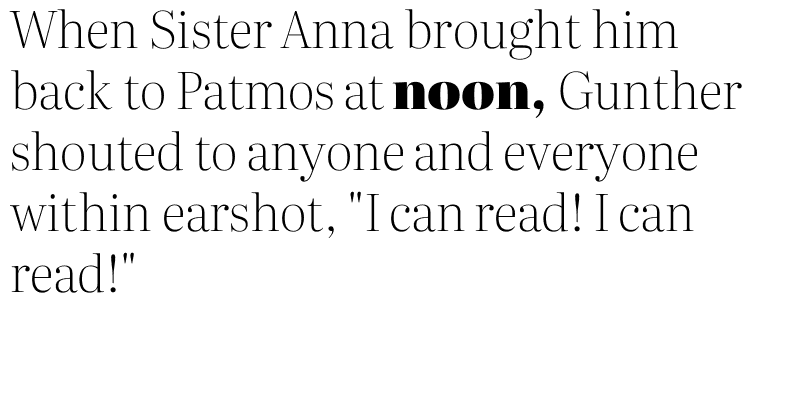 When Sister Anna brought him
back to Patmos at noon, Gunther
shouted to anyone and everyone
within earshot, "I can read! I can
read!"